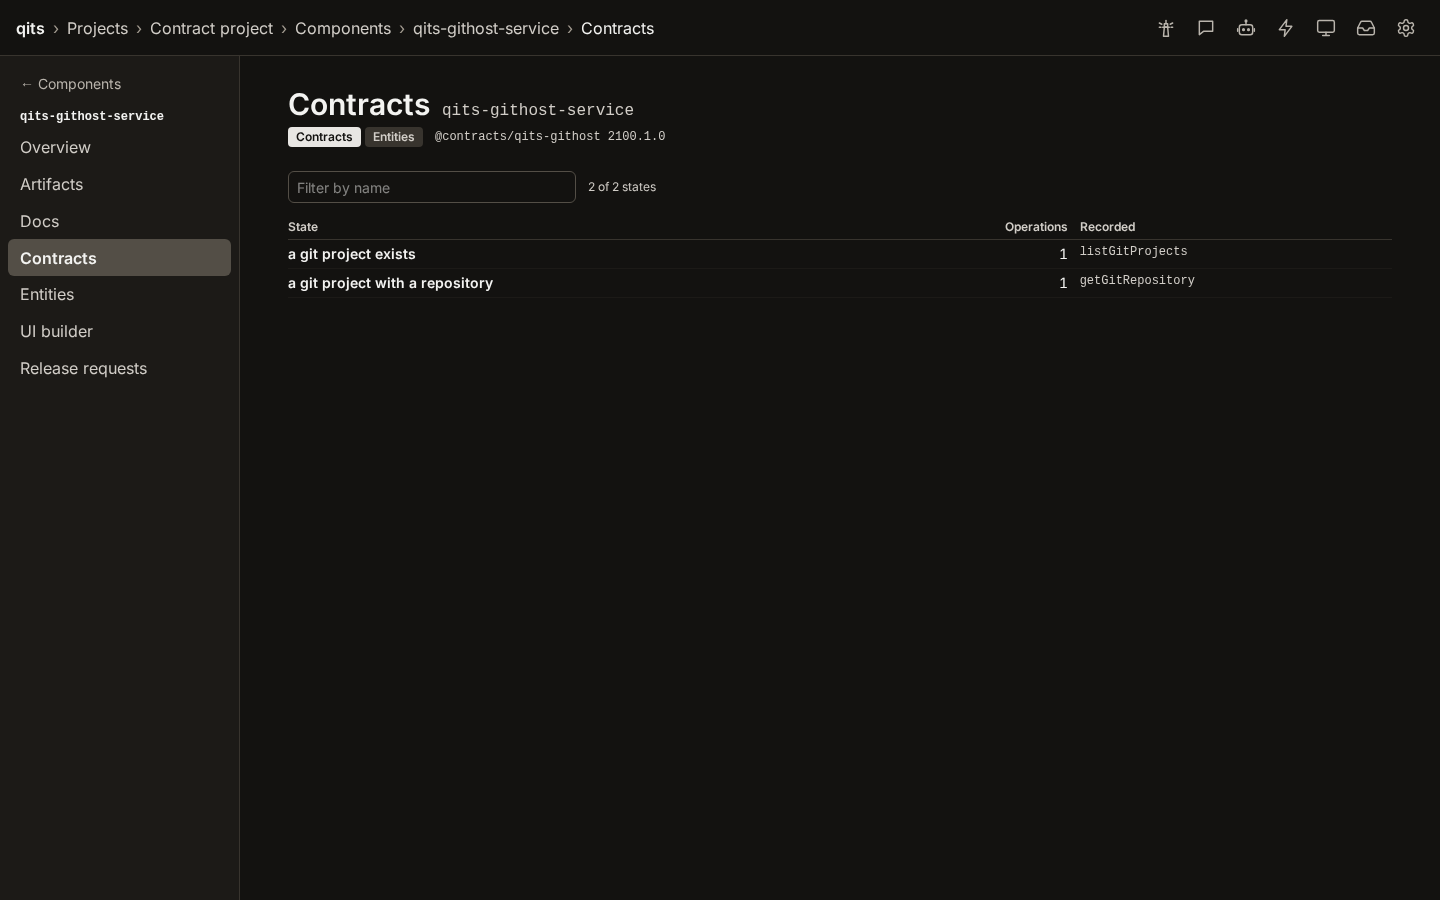 qits › Projects › Contract project › Components › qits-githost-service › Contracts
← Components
qits-githost-service
Overview
Artifacts
Docs
Contracts
Entities
UI builder
Release requests
Contracts qits-githost-service
Contracts Entities @contracts/qits-githost 2100.1.0
Filter by name 2 of 2 states
State Operations Recorded
a git project exists 1 listGitProjects
a git project with a repository 1 getGitRepository